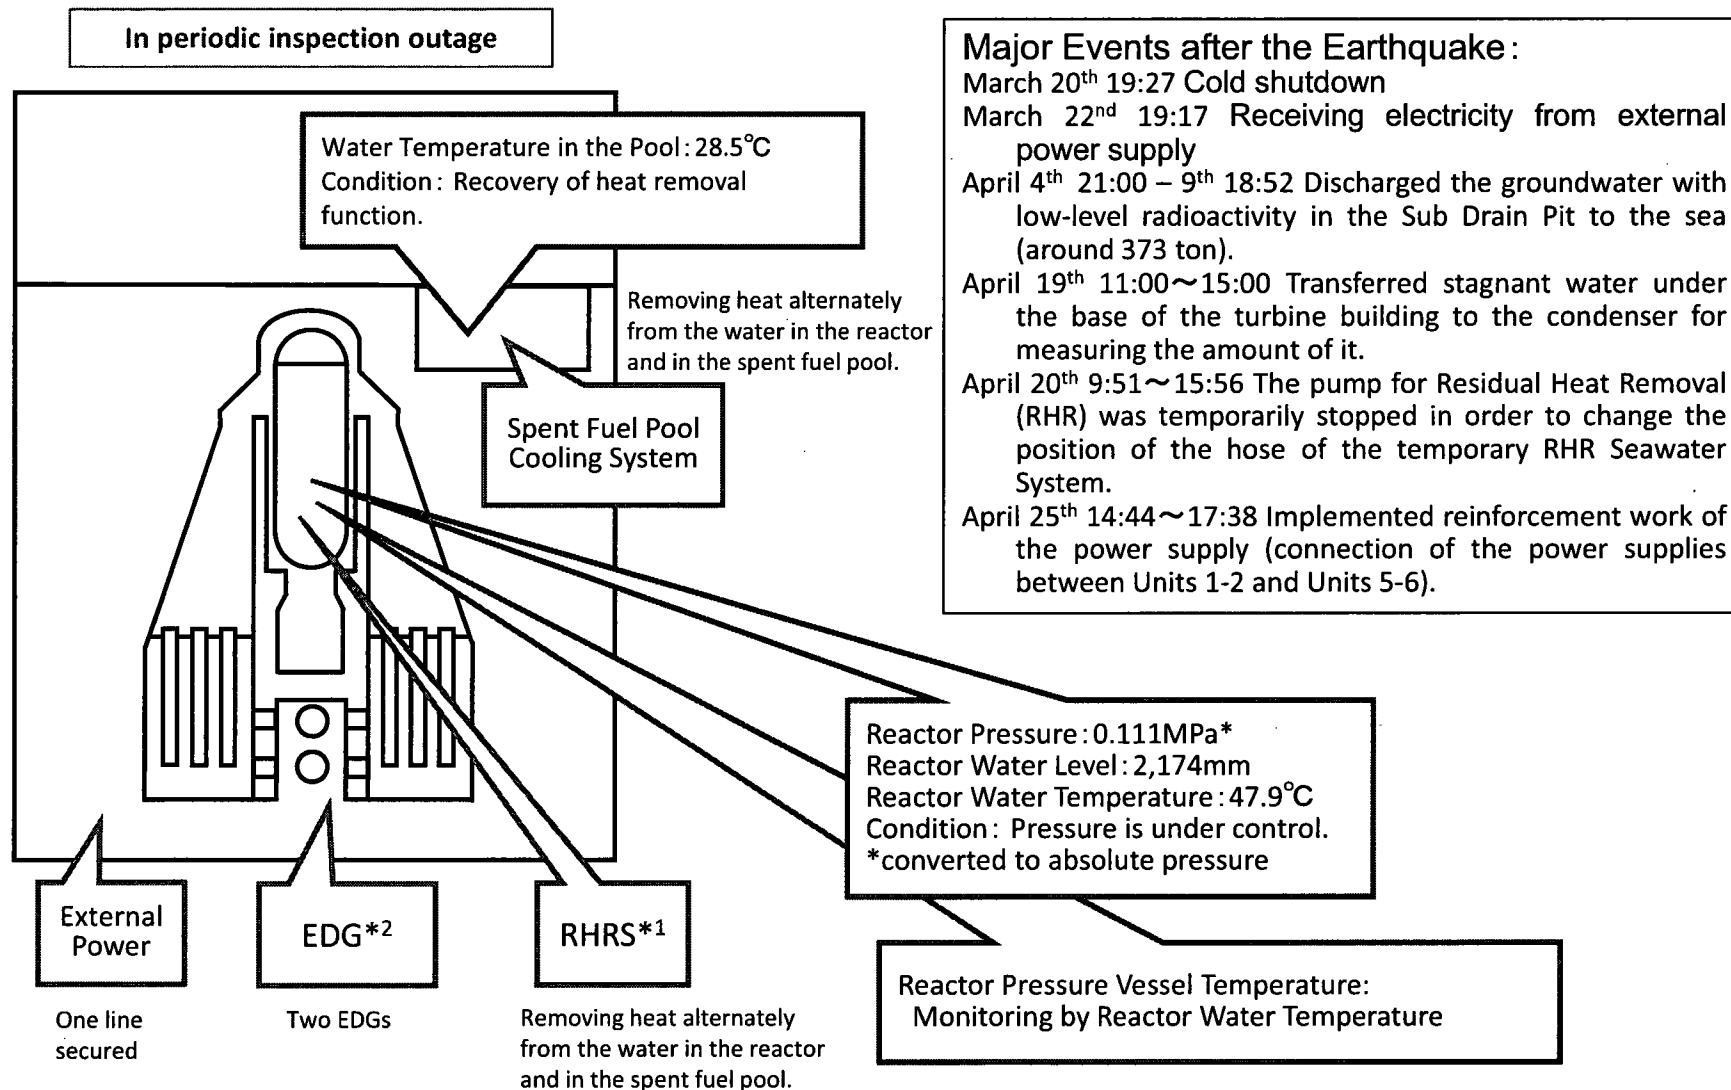 In periodic inspection outage
Major Events after the Earthquake:
March 20th 19:27 Cold shutdown
March 22nd 19:17 Receiving electricity from external
power supply
April 4th 21:00 – 9th 18:52 Discharged the groundwater with
low-level radioactivity in the Sub Drain Pit to the sea
(around 373 ton).
April 19th 11:00～15:00 Transferred stagnant water under
the base of the turbine building to the condenser for
measuring the amount of it.
April 20th 9:51～15:56 The pump for Residual Heat Removal
(RHR) was temporarily stopped in order to change the
position of the hose of the temporary RHR Seawater
System.
April 25th 14:44～17:38 Implemented reinforcement work of
the power supply (connection of the power supplies
between Units 1-2 and Units 5-6).
Water Temperature in the Pool: 28.5℃
Condition: Recovery of heat removal
function.
Removing heat alternately
from the water in the reactor
and in the spent fuel pool.
Spent Fuel Pool
Cooling System
Reactor Pressure: 0.111MPa*
Reactor Water Level: 2,174mm
Reactor Water Temperature: 47.9℃
Condition: Pressure is under control.
*converted to absolute pressure
External
Power
EDG*2
RHRS*1
Reactor Pressure Vessel Temperature:
Monitoring by Reactor Water Temperature
One line
secured
Two EDGs
Removing heat alternately
from the water in the reactor
and in the spent fuel pool.